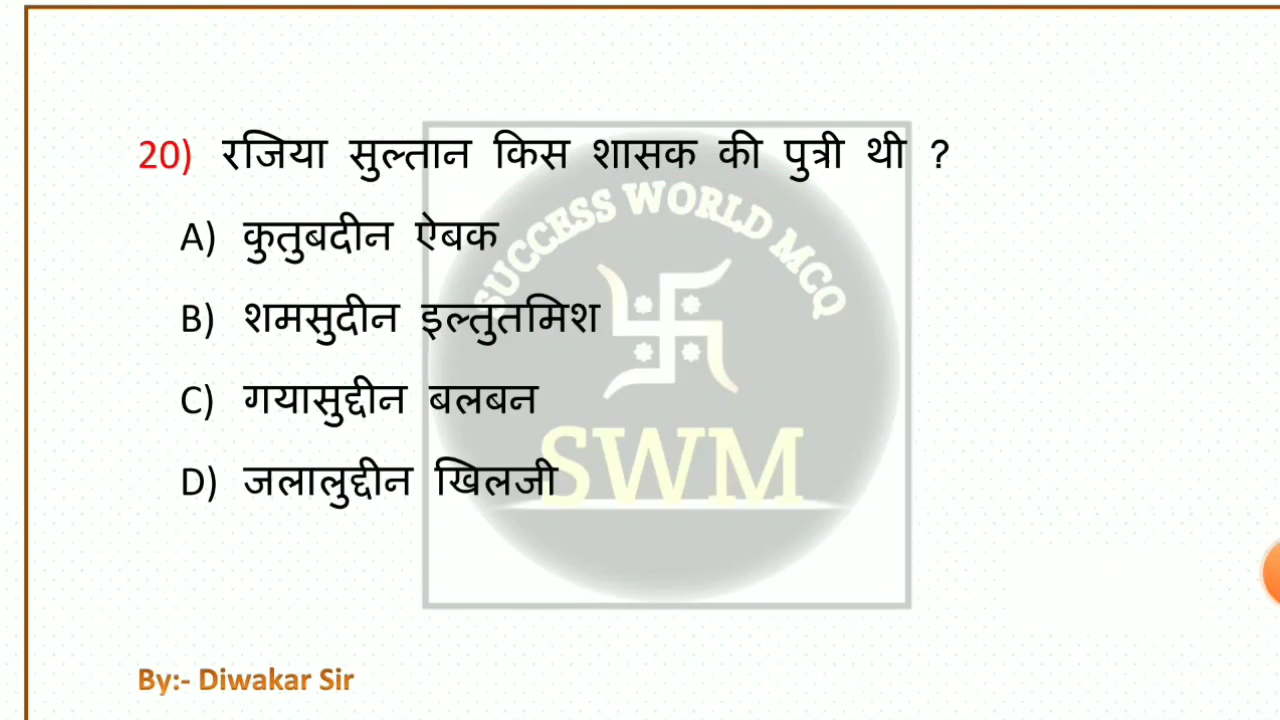 20) रजिया सुल्तान किस शासक की पुत्री थी ?
SUCCESS WORLD MCQ
A) कुतुबदीन ऐबक
B) शमसुदीन इल्तुतमिश
C) गयासुद्दीन बलबन
D) जलालुद्दीन खिलजी
SWM
By:- Diwakar Sir